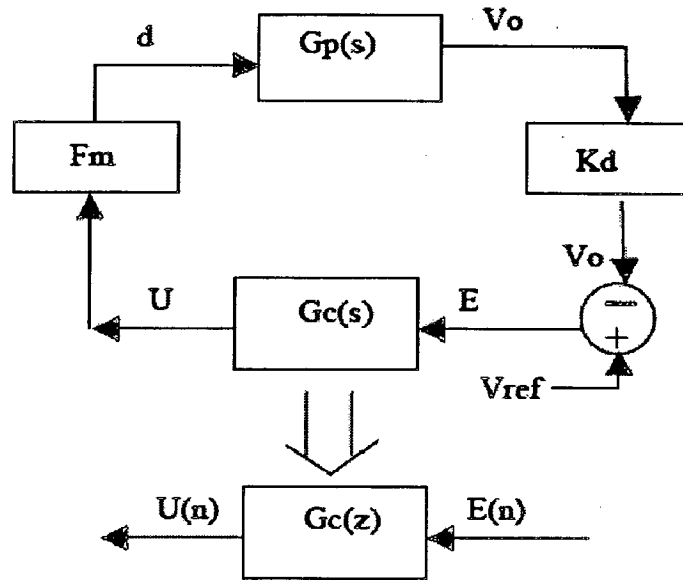 d
Gp(s)
Vo
Fm
Kd
Vo
U
Gc(s)
E
−
+
Vref
U(n)
Gc(z)
E(n)